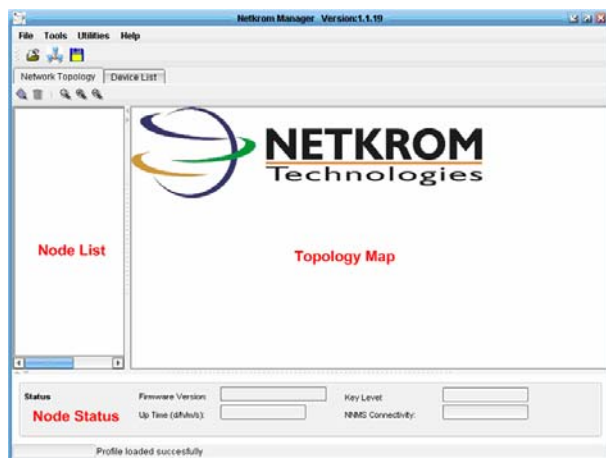 Netkrom Manager Version:1.1.19
File Tools Utilities Help
Network Topology Device List
NETKROM
Technologies
Node List
Topology Map
Status
Firmware Version:
Key Level:
Node Status
Up Time (d/h/m/s):
NNMS Connectivity:
Profile loaded succesfully